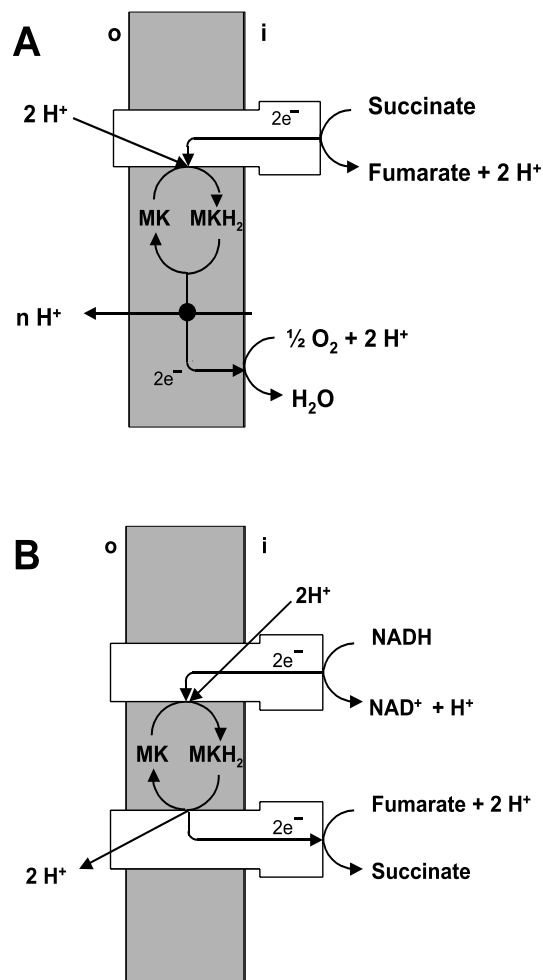 A
o
i
2 H⁺
2e⁻
Succinate
Fumarate + 2 H⁺
MK
MKH₂
n H⁺
½ O₂ + 2 H⁺
2e⁻
H₂O
B
o
i
2H⁺
2e⁻
NADH
NAD⁺ + H⁺
MK
MKH₂
Fumarate + 2 H⁺
2e⁻
2 H⁺
Succinate